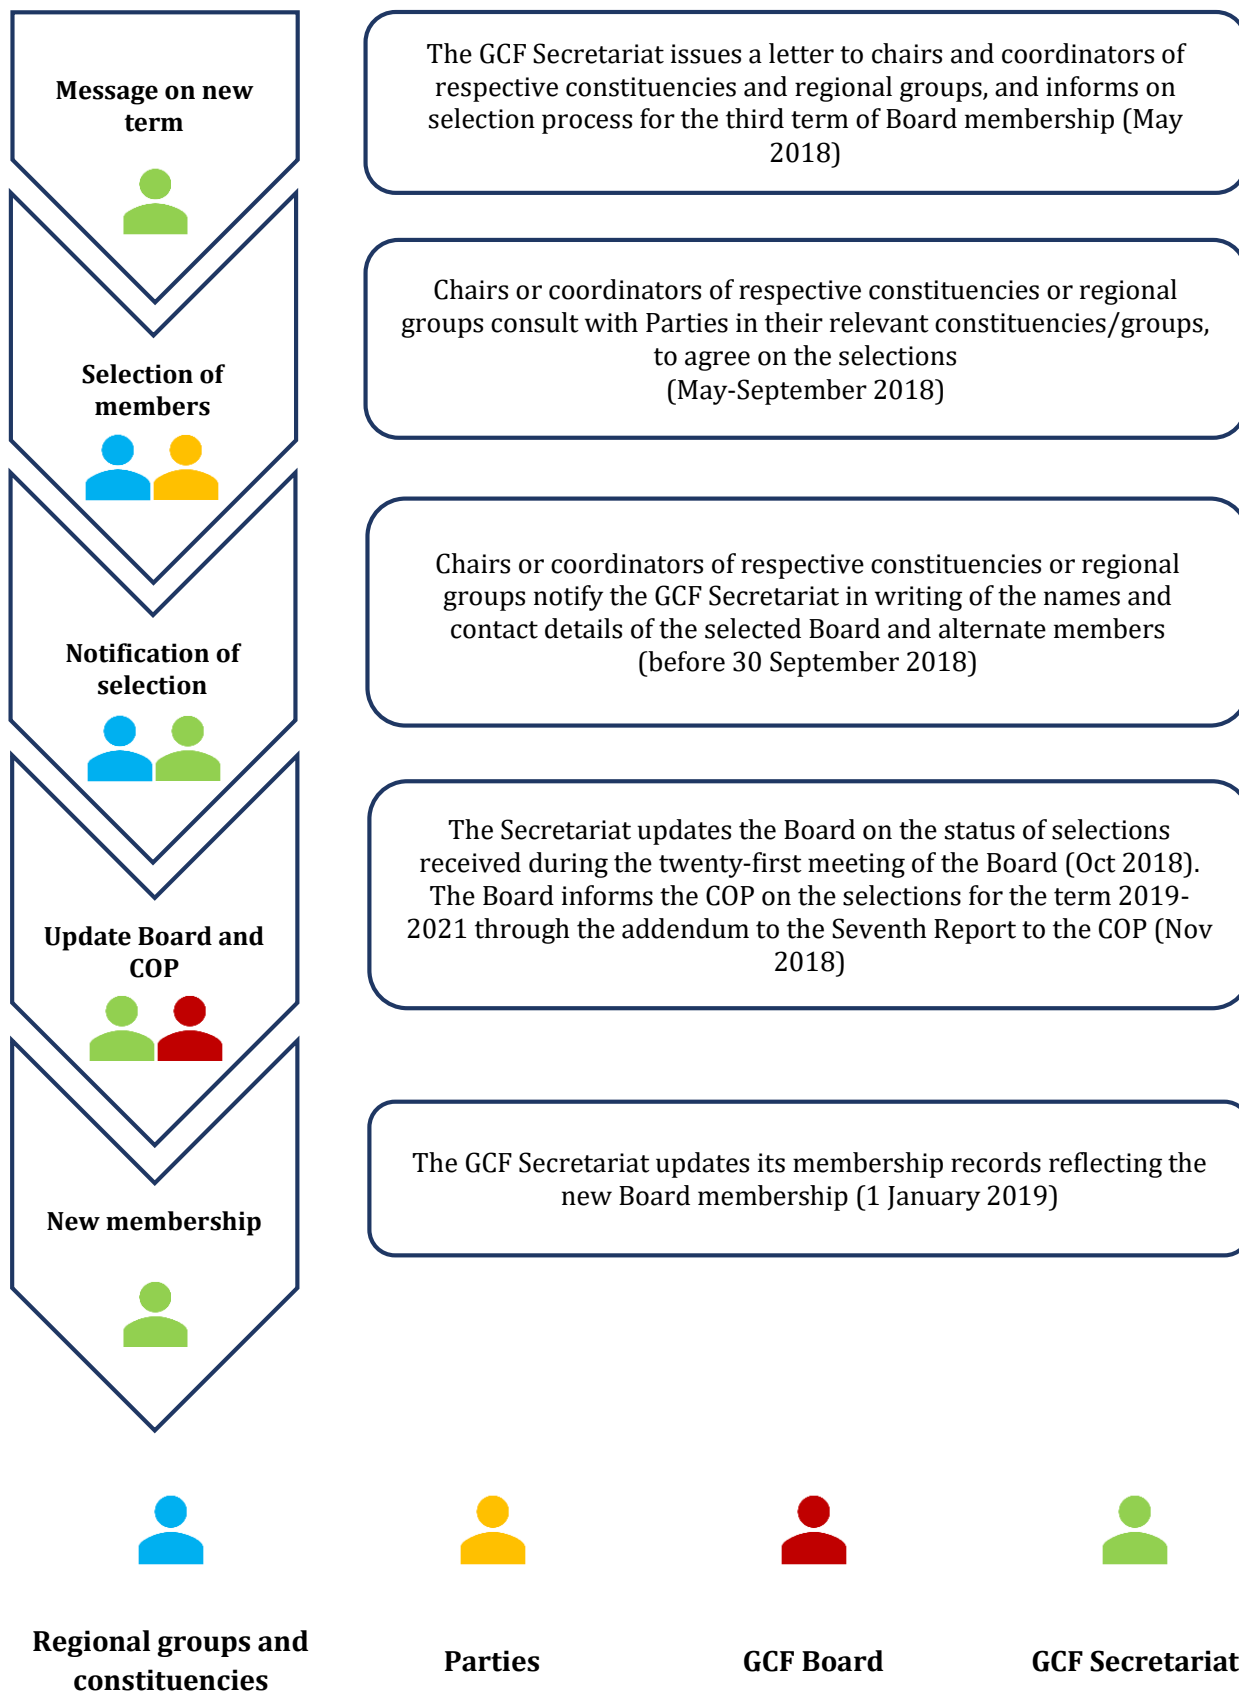 Message on new
term
The GCF Secretariat issues a letter to chairs and coordinators of
respective constituencies and regional groups, and informs on
selection process for the third term of Board membership (May
2018)
Selection of
members
Chairs or coordinators of respective constituencies or regional
groups consult with Parties in their relevant constituencies/groups,
to agree on the selections
(May-September 2018)
Notification of
selection
Chairs or coordinators of respective constituencies or regional
groups notify the GCF Secretariat in writing of the names and
contact details of the selected Board and alternate members
(before 30 September 2018)
Update Board and
COP
The Secretariat updates the Board on the status of selections
received during the twenty-first meeting of the Board (Oct 2018).
The Board informs the COP on the selections for the term 2019-
2021 through the addendum to the Seventh Report to the COP (Nov
2018)
New membership
The GCF Secretariat updates its membership records reflecting the
new Board membership (1 January 2019)
Regional groups and
constituencies
Parties
GCF Board
GCF Secretariat